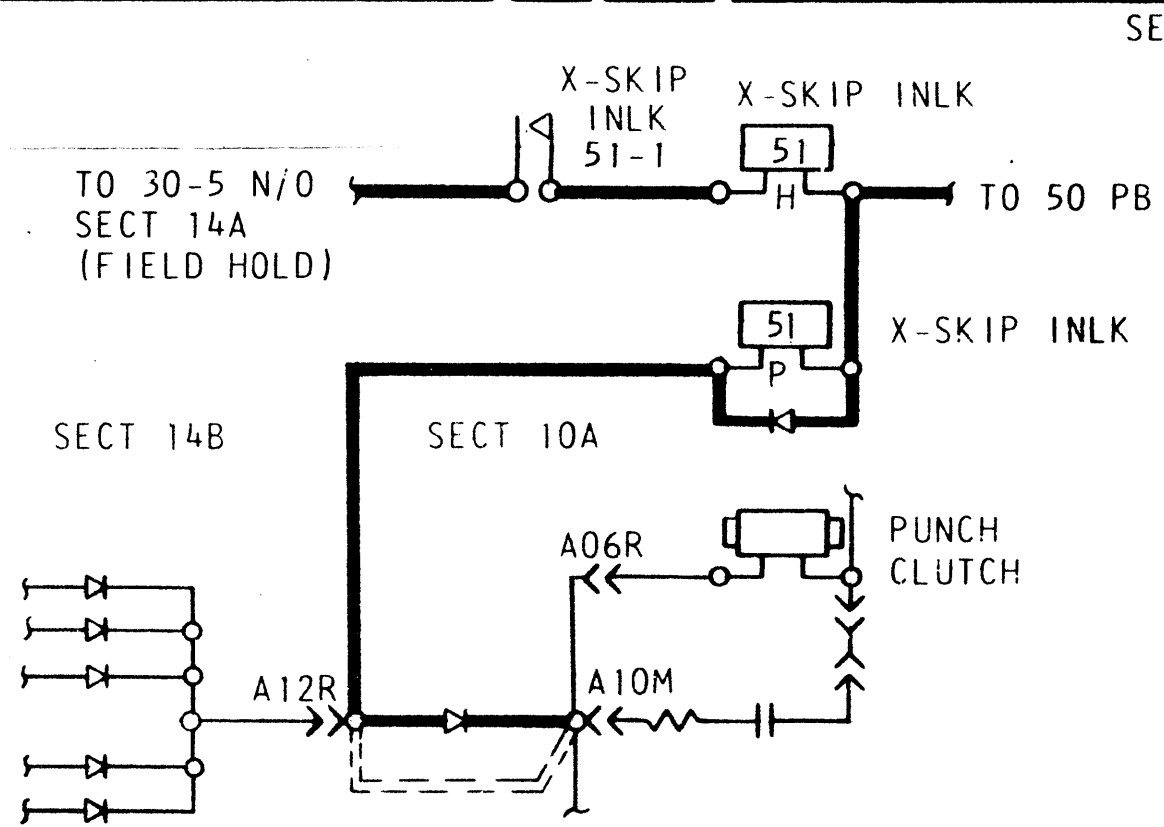 SE
X-SKIP
INLK
51-1
X-SKIP INLK
51
H
TO 30-5 N/O
SECT 14A
(FIELD HOLD)
TO 50 PB
51
P
X-SKIP INLK
SECT 14B
SECT 10A
A06R
PUNCH
CLUTCH
A12R
A10M